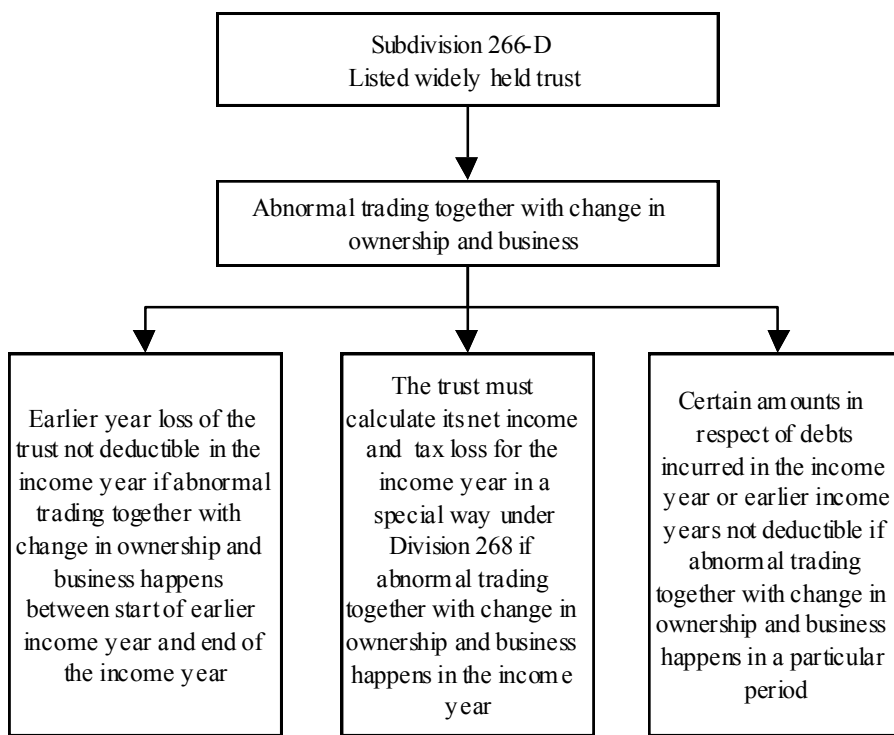 Subdivision 266-D
Listed widely held trust
Abnormal trading together with change in
ownership and business
Earlier year loss of the
trust not deductible in the
income year if abnormal
trading together with
change in ownership and
business happens
between start of earlier
income year and end of
the income year
The trust must
calculate its net income
and tax loss for the
income year in a
special way under
Division 268 if
abnormal trading
together with change in
ownership and business
happens in the income
year
Certain amounts in
respect of debts
incurred in the income
year or earlier income
years not deductible if
abnormal trading
together with change in
ownership and business
happens in a particular
period